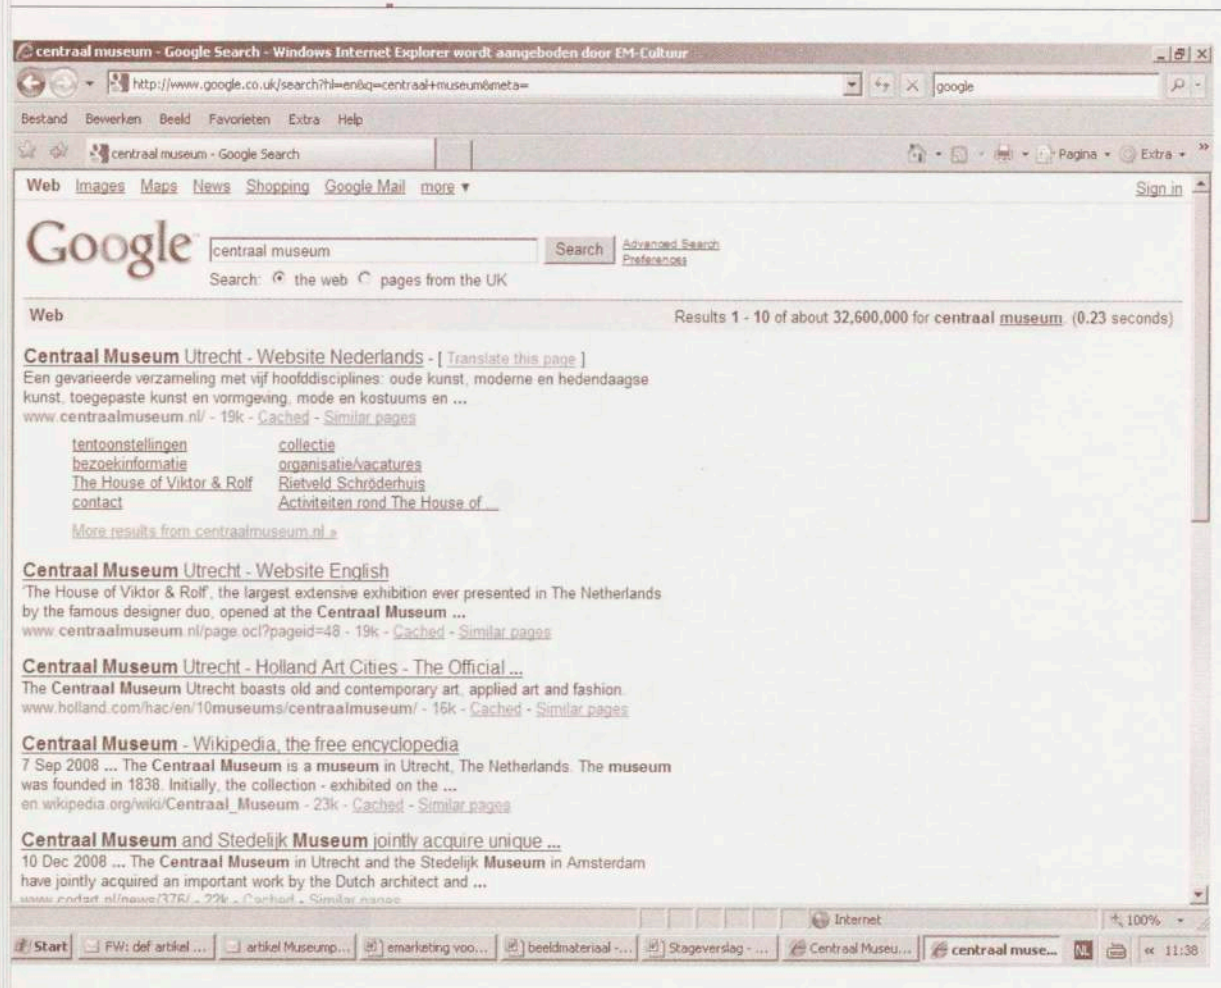 centraal museum - Google Search - Windows Internet Explorer wordt aangeboden door EM-Cultuur
http://www.google.co.uk/search?hl=en&q=centraal+museum&meta=
google
Bestand Bewerken Beeld Favorieten Extra Help
centraal museum - Google Search
Pagina Extra »
Web Images Maps News Shopping Google Mail more ▼
Sign in
Google
centraal museum
Search
Advanced Search
Preferences
Search: the web pages from the UK
Web
Results 1 - 10 of about 32,600,000 for centraal museum. (0.23 seconds)
Centraal Museum Utrecht - Website Nederlands - [ Translate this page ]
Een gevarieerde verzameling met vijf hoofddisciplines: oude kunst, moderne en hedendaagse
kunst, toegepaste kunst en vormgeving, mode en kostuums en ...
www.centraalmuseum.nl/ - 19k - Cached - Similar pages
tentoonstellingen collectie
bezoekinformatie organisatie/vacatures
The House of Viktor & Rolf Rietveld Schröderhuis
contact Activiteiten rond The House of ...
More results from centraalmuseum.nl »
Centraal Museum Utrecht - Website English
'The House of Viktor & Rolf', the largest extensive exhibition ever presented in The Netherlands
by the famous designer duo, opened at the Centraal Museum ...
www.centraalmuseum.nl/page.ocl?pageid=48 - 19k - Cached - Similar pages
Centraal Museum Utrecht - Holland Art Cities - The Official ...
The Centraal Museum Utrecht boasts old and contemporary art, applied art and fashion.
www.holland.com/hac/en/10museums/centraalmuseum/ - 16k - Cached - Similar pages
Centraal Museum - Wikipedia, the free encyclopedia
7 Sep 2008 ... The Centraal Museum is a museum in Utrecht, The Netherlands. The museum
was founded in 1838. Initially, the collection - exhibited on the ...
en.wikipedia.org/wiki/Centraal_Museum - 23k - Cached - Similar pages
Centraal Museum and Stedelijk Museum jointly acquire unique ...
10 Dec 2008 ... The Centraal Museum in Utrecht and the Stedelijk Museum in Amsterdam
have jointly acquired an important work by the Dutch architect and ...
www.codart.nl/news/376/ - 22k - Cached - Similar pages
Internet 100%
Start FW: def artikel ... artikel Museump... emarketing voo... beeldmateriaal -... Stageverslag - ... Centraal Museu... centraal muse... NL « 11:38